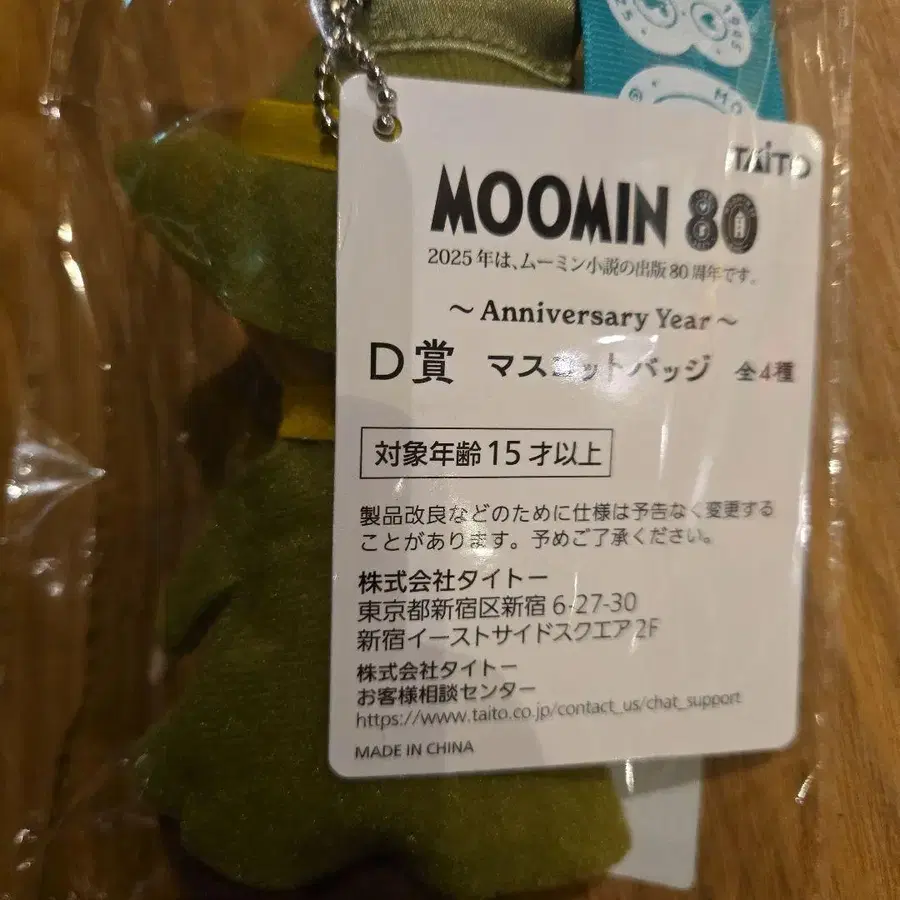 1945
MO
TAITO
MOOMIN 80
2025年は、ムーミン小説の出版80周年です。
～Anniversary Year～
D賞 マスコットバッジ 全4種
対象年齢15才以上
製品改良などのために仕様は予告なく変更する
ことがあります。予めご了承ください。
株式会社タイトー
東京都新宿区新宿6-27-30
新宿イーストサイドスクエア2F
株式会社タイトー
お客様相談センター
https://www.taito.co.jp/contact_us/chat_support
MADE IN CHINA